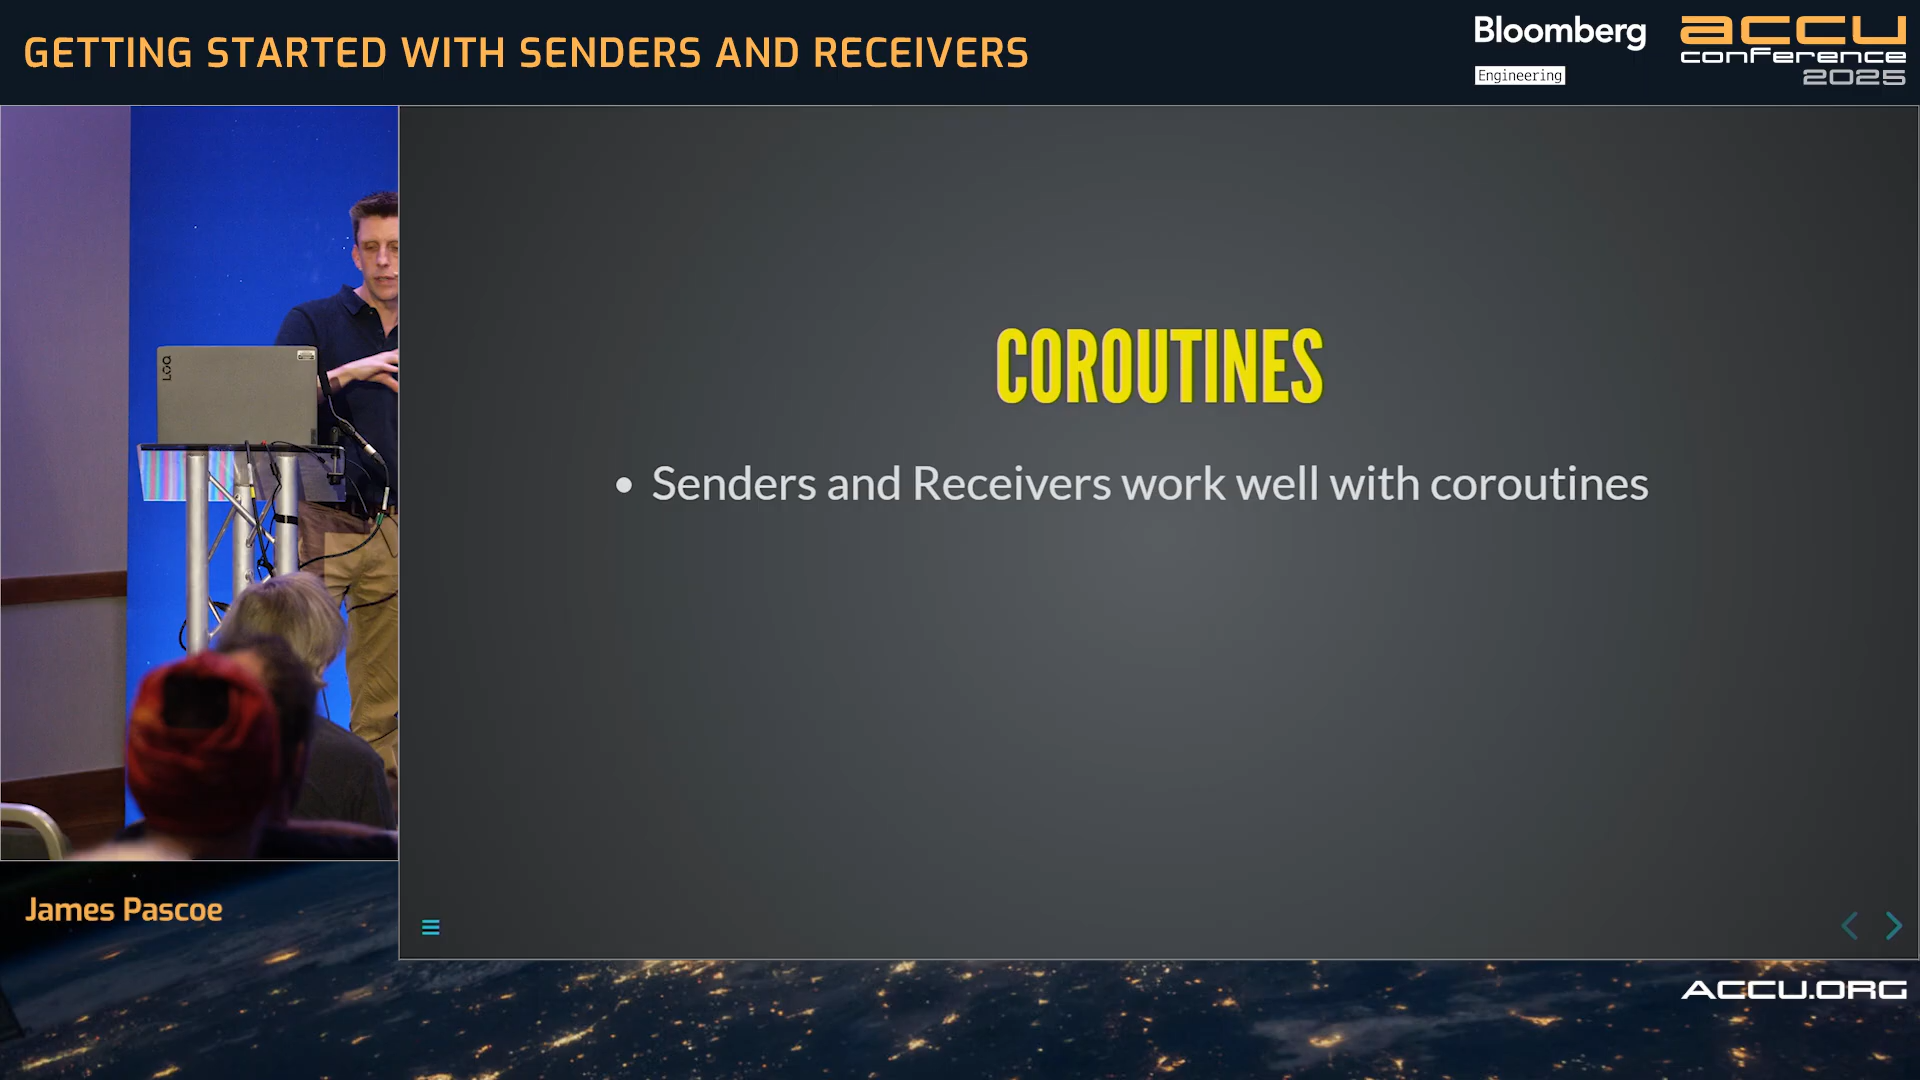 GETTING STARTED WITH SENDERS AND RECEIVERS
Bloomberg
Engineering
accu
conference
2025
LOQ
COROUTINES
• Senders and Receivers work well with coroutines
James Pascoe
ACCU.ORG